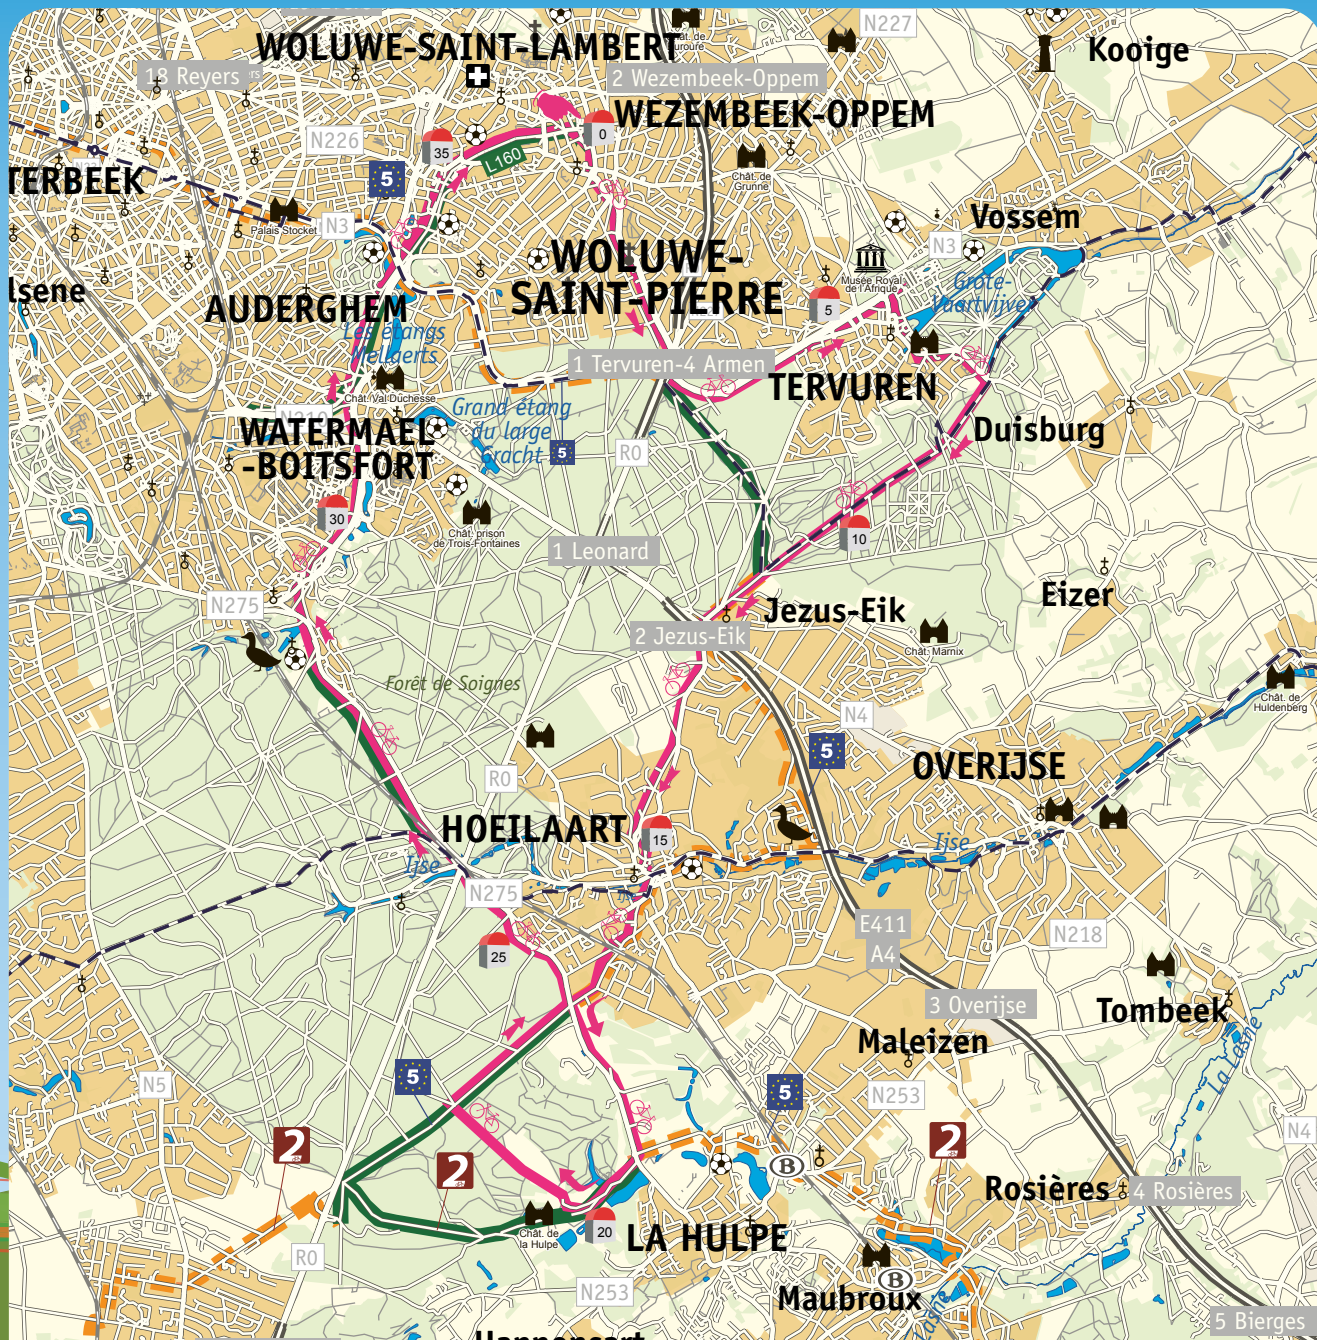 WOLUWE-SAINT-LAMBERT
N227
Kooige
18 Reyers
2 Wezembeek-Oppem
WEZEMBEEK-OPPEM
0
N226
35
L160
5
TERBEEK
Chât. de
Grunne
Palais Stocket
N3
Vossem
N3
WOLUWE-
SAINT-PIERRE
Musée Royal
de l'Afrique
Grote-
Vaartvijver
lsene
AUDERGHEM
5
Les étangs
Mellaerts
1 Tervuren-4 Armen
TERVUREN
Chât. Val Duchesse
Grand étang
du large
Gracht
5
WATERMAEL
-BOITSFORT
Duisburg
R0
30
Chât. prison
de Trois-Fontaines
10
1 Leonard
Eizer
N275
Jezus-Eik
2 Jezus-Eik
Chât. Marnix
Forêt de Soignes
Chât. de
Huldenberg
N4
5
OVERIJSE
R0
HOEILAART
15
Ijse
Ijse
N275
E411
A4
N218
25
3 Overijse
Tombeek
Maleizen
La Lasne
5
N5
5
N253
N4
2
2
2
B
Rosières
4 Rosières
20
Chât. de
la Hulpe
LA HULPE
R0
N253
B
Maubroux
Lasne
5 Bierges